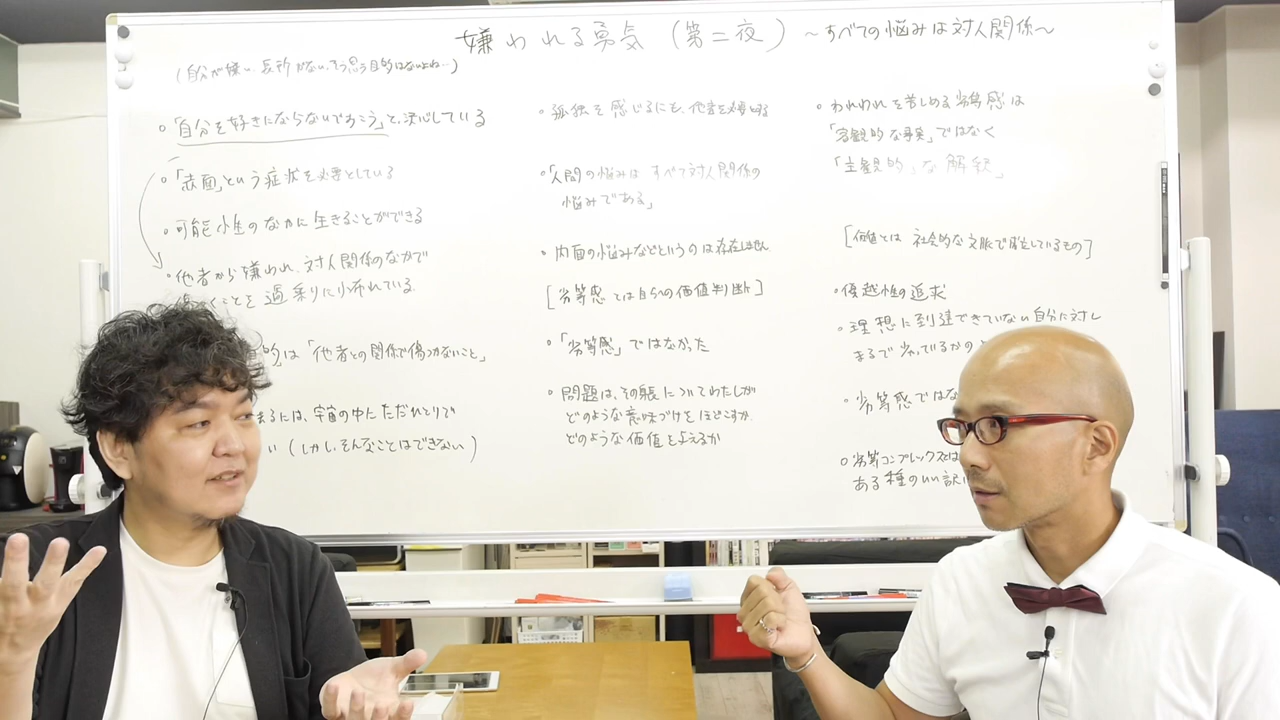 嫌われる勇気（第二夜）～すべての悩みは対人関係～
（自分が嫌い、長所がない、そう思う目的はないよね…）
。「自分を好きにならないでおこう」と、決心している
。「赤面」という症状を必要としている
。可能性のなかに生きることができる
。他者から嫌われ、対人関係のなかで
くことを過剰に怖れている
的は「他者との関係で傷つかないこと」
まるには、宇宙の中にただひとりで
い（しかし、そんなことはできない）
。孤独を感じるにも、他者を必要とする
。「人間の悩みは すべて対人関係の
悩みである」
。内面の悩みなどというのは存在しません
[劣等感とは自らへの価値判断]
。「劣等感」ではなかった
。問題は、その事実についてわたしが
どのような意味づけをほどこすか、
どのような価値を与えるか
。われわれを苦しめる劣等感は
「客観的な事実」ではなく
「主観的」な解釈」
[価値とは 社会的な文脈で成立しているもの]
。優越性の追求
。理想に到達できていない自分に対し
まるで劣っているかの
。劣等感ではな
。劣等コンプレックスとは
ある種のいい訳に